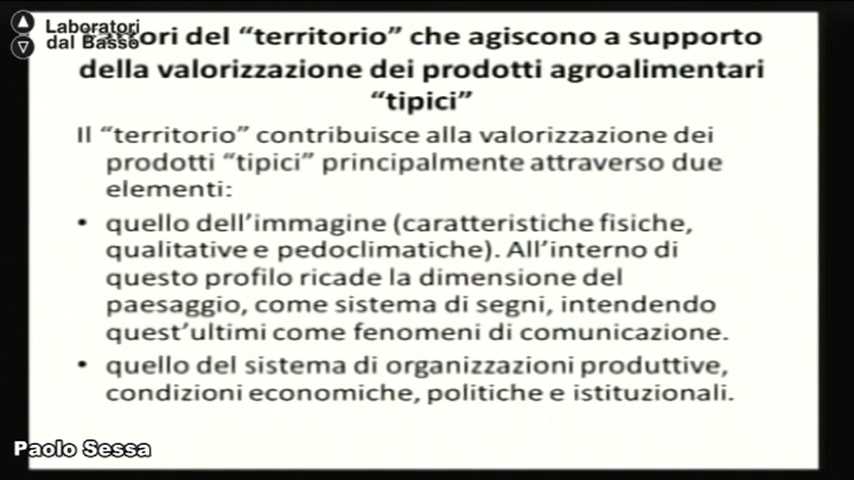 Laboratori
dal Basso
ori del “territorio” che agiscono a supporto
della valorizzazione dei prodotti agroalimentari
“tipici”
Il “territorio” contribuisce alla valorizzazione dei
prodotti “tipici” principalmente attraverso due
elementi:
• quello dell’immagine (caratteristiche fisiche,
qualitative e pedoclimatiche). All’interno di
questo profilo ricade la dimensione del
paesaggio, come sistema di segni, intendendo
quest’ultimi come fenomeni di comunicazione.
• quello del sistema di organizzazioni produttive,
condizioni economiche, politiche e istituzionali.
Paolo Sessa